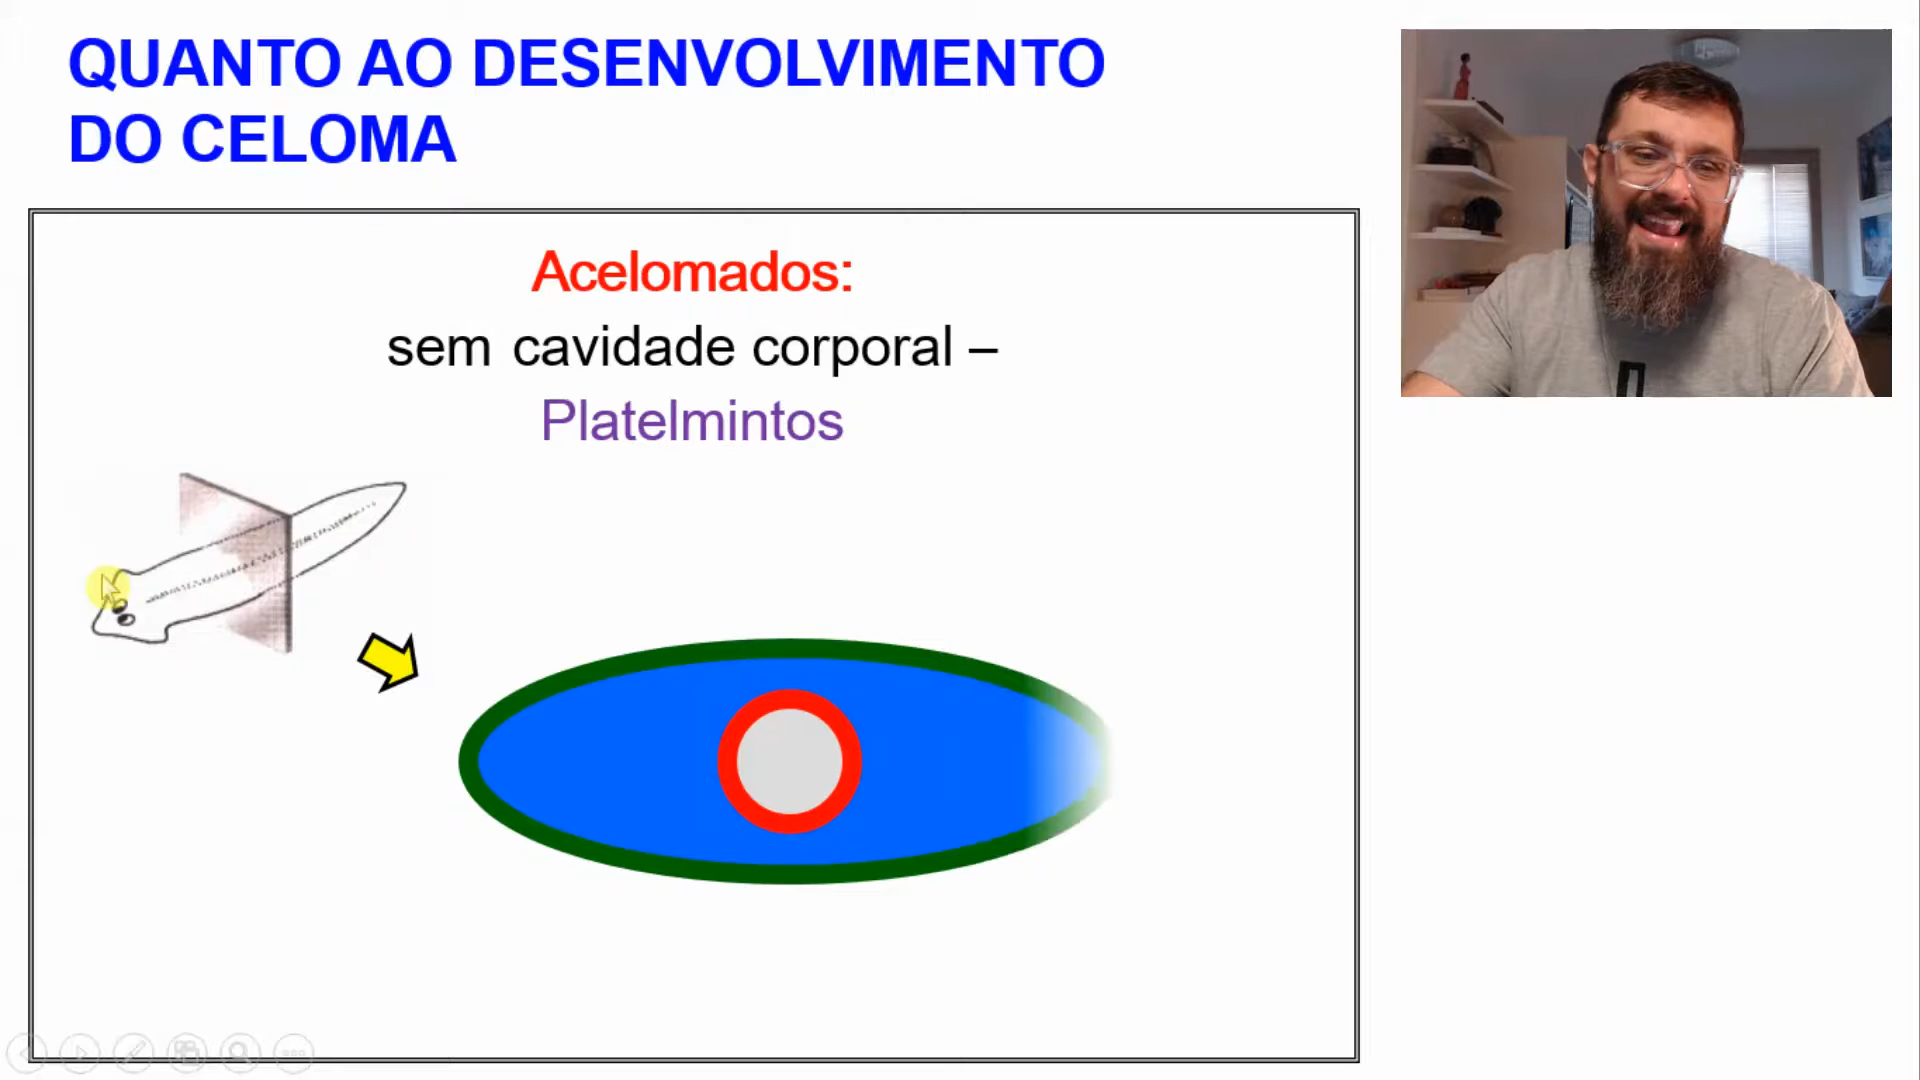 QUANTO AO DESENVOLVIMENTO
DO CELOMA
Acelomados:
sem cavidade corporal –
Platelmintos